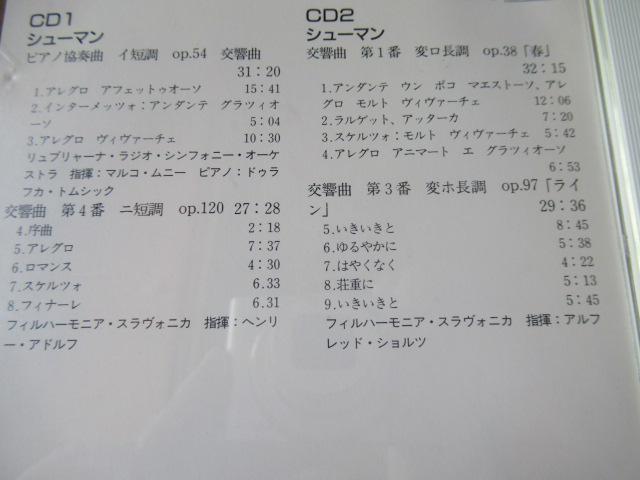 CD1
シューマン
ピアノ協奏曲 イ短調 op.54 交響曲
31：20
1.アレグロ アフェットゥオーソ 15：41
2.インターメッツォ：アンダンテ グラツィオ
ーソ 5：04
3.アレグロ ヴィヴァーチェ 10：30
リュブリャーナ・ラジオ・シンフォニー・オーケ
ストラ 指揮：マルコ・ムニー ピアノ：ドゥラ
フカ・トムシック
交響曲 第4番 ニ短調 op.120 27：28
4.序曲 2：18
5.アレグロ 7：37
6.ロマンス 4：30
7.スケルツォ 6.33
8.フィナーレ 6.31
フィルハーモニア・スラヴォニカ 指揮：ヘンリ
ー・アドルフ
CD2
シューマン
交響曲 第1番 変ロ長調 op.38「春」
32：15
1.アンダンテ ウン ポコ マエストーソ、アレ
グロ モルト ヴィヴァーチェ 12：06
2.ラルゲット、アッターカ 7：20
3.スケルツォ：モルト ヴィヴァーチェ 5：42
4.アレグロ アニマート エ グラツィオーソ
6：53
交響曲 第3番 変ホ長調 op.97「ライ
ン」 29：36
5.いきいきと 8：45
6.ゆるやかに 5：38
7.はやくなく 4：22
8.荘重に 5：13
9.いきいきと 5：45
フィルハーモニア・スラヴォニカ 指揮：アルフ
レッド・ショルツ